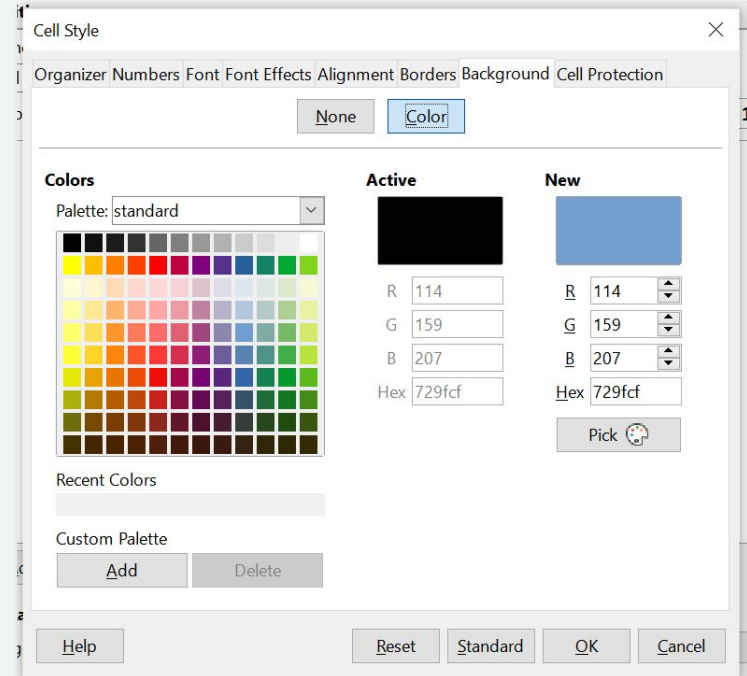 Cell Style
Organizer Numbers Font Font Effects Alignment Borders Background Cell Protection
None Color
Colors Active New
Palette: standard
R 114 R 114
G 159 G 159
B 207 B 207
Hex 729fcf Hex 729fcf
Pick
Recent Colors
Custom Palette
Add Delete
Help Reset Standard OK Cancel